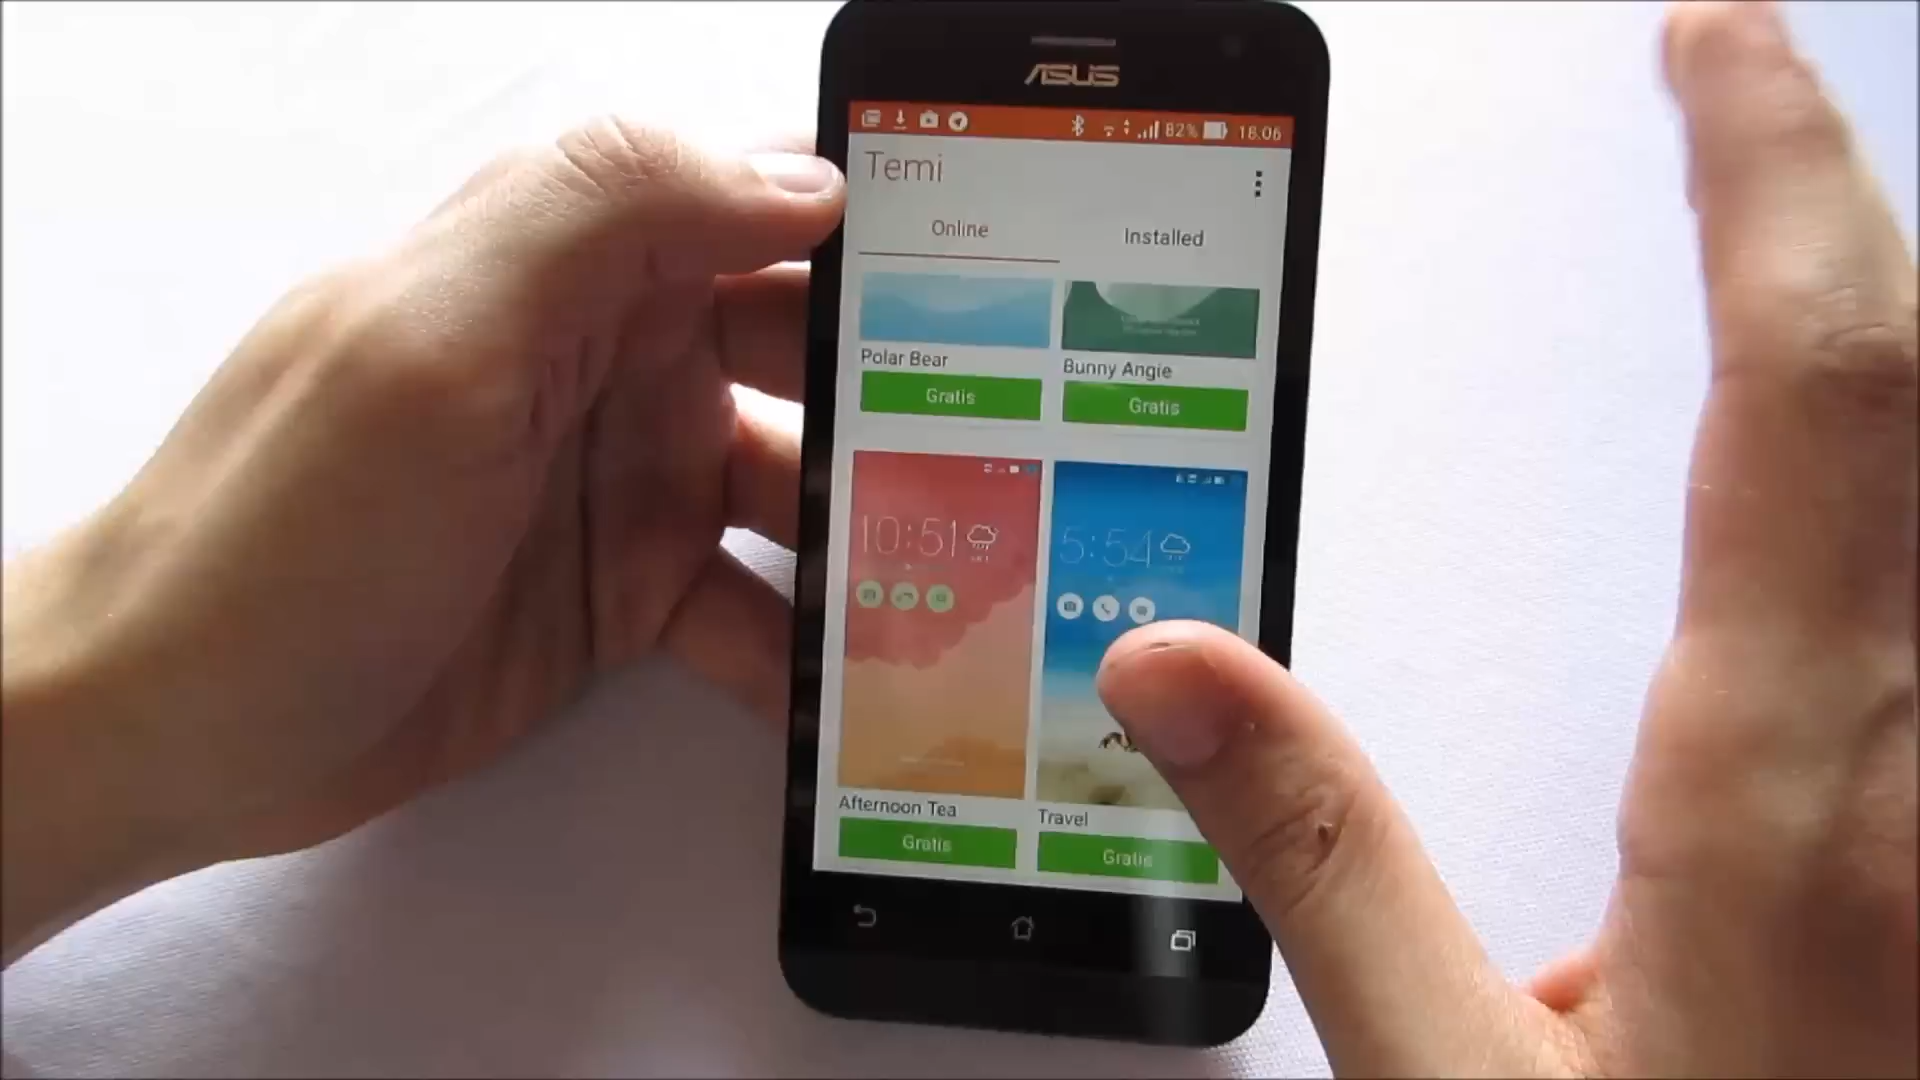 ASUS
82% 18.06
Temi
Online Installed
Polar Bear Bunny Angie
Gratis Gratis
10:51 5:54
Afternoon Tea Travel
Gratis Gratis